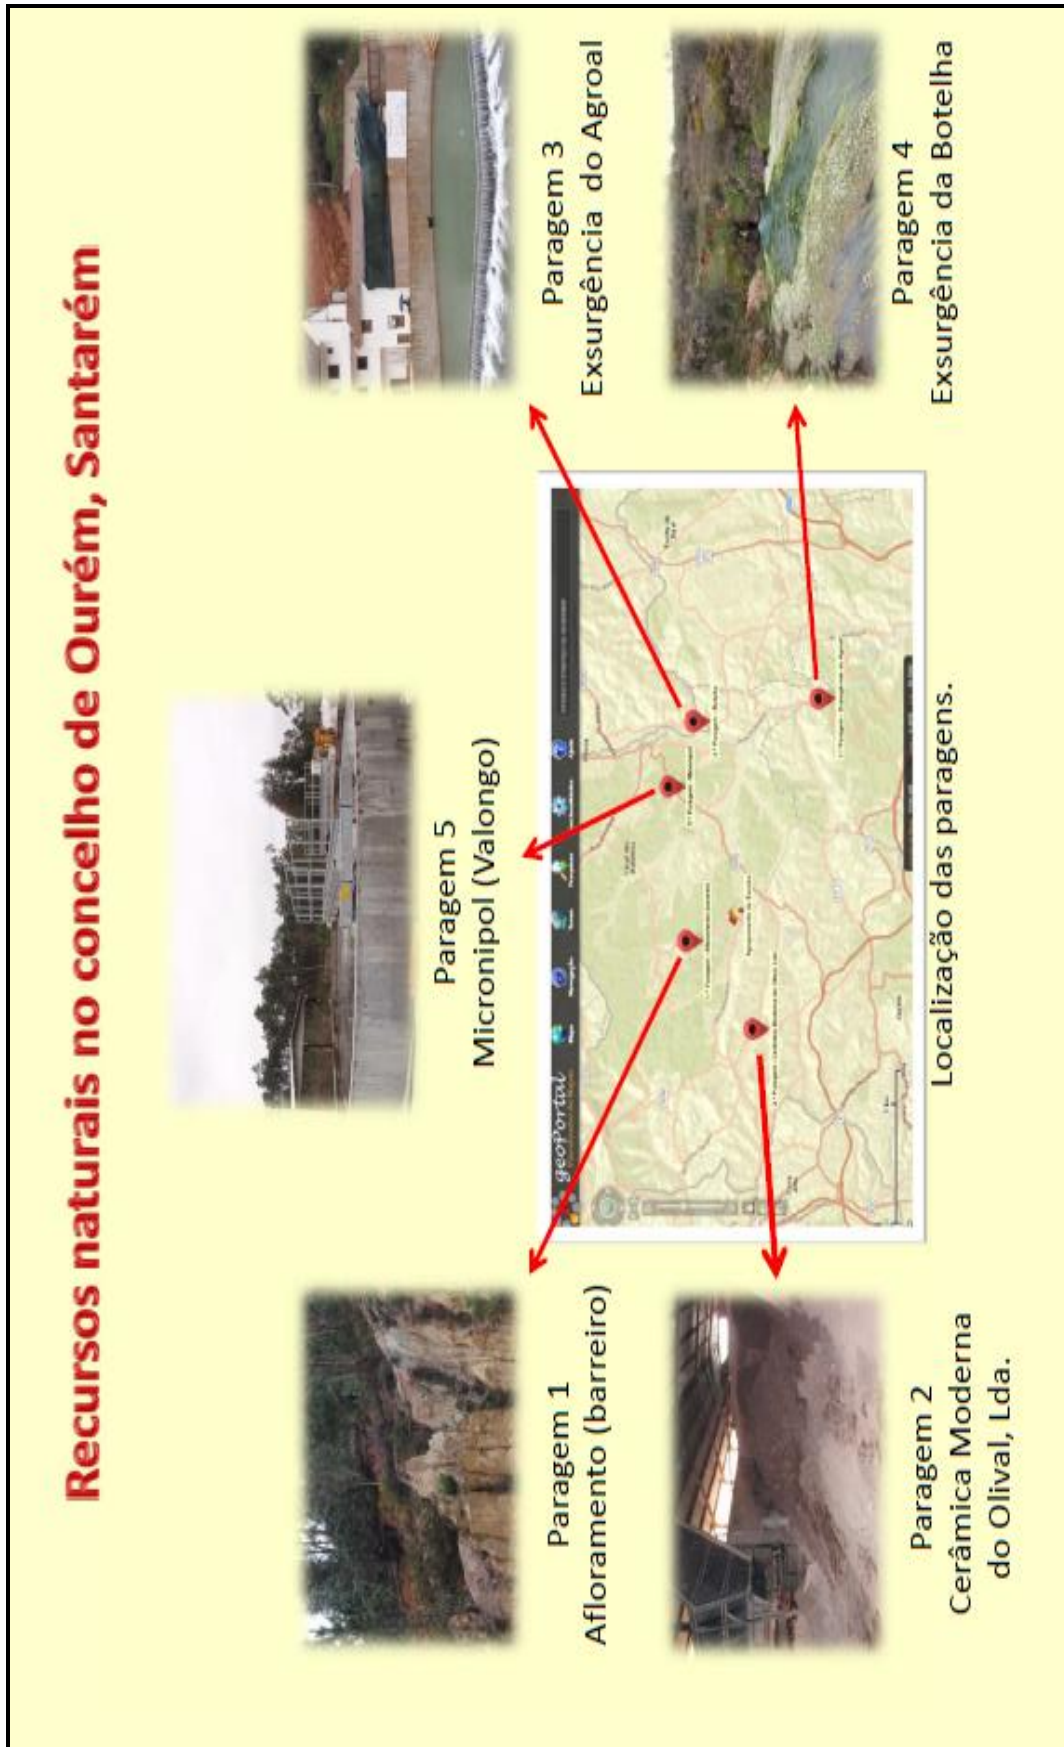 Recursos naturais no concelho de Ourém, Santarém
Paragem 5
Micronipol (Valongo)
Paragem 1
Afloramento (barreiro)
Paragem 3
Exsurgência do Agroal
geoPortal
Paragem 2
Cerâmica Moderna
do Olival, Lda.
Localização das paragens.
Paragem 4
Exsurgência da Botelha